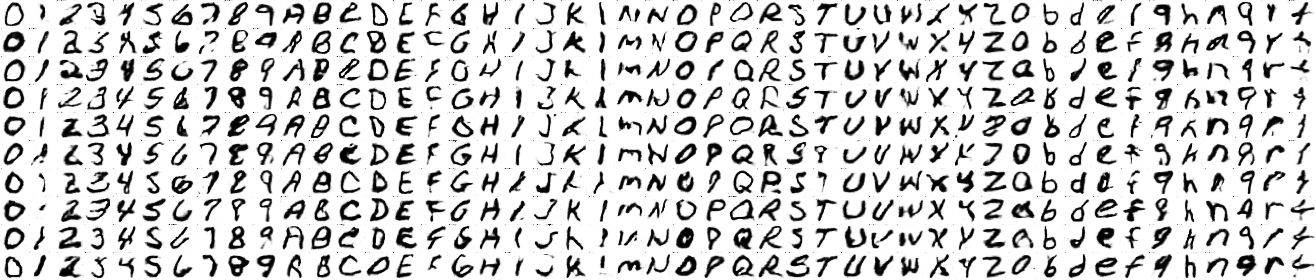 0 1 2 3 4 5 6 7 8 9 A B C D E F G H I J K l M N O P Q R S T U V W X Y Z a b d e f g h n q r t
0 1 2 3 4 5 6 7 8 9 A B C D E F G H I J K l m N O P Q R S T U V W X Y Z a b d e f g h n q r t
0 1 2 3 4 5 6 7 8 9 A B C D E F G H I J K l m N O P Q R S T U V W X Y Z a b d e f g h n q r t
0 1 2 3 4 5 6 7 8 9 A B C D E F G H I J K l m N O P Q R S T U V W X Y Z a b d e f g h n q r t
0 1 2 3 4 5 6 7 8 9 A B C D E F G H I J K l m N O P Q R S T U V W X Y Z a b d e f g h n q r t
0 1 2 3 4 5 6 7 8 9 A B C D E F G H I J K l m N O P Q R S T U V W X Y Z a b d e f g h n q r t
0 1 2 3 4 5 6 7 8 9 A B C D E F G H I J K l m N O P Q R S T U V W X Y Z a b d e f g h n q r t
0 1 2 3 4 5 6 7 8 9 A B C D E F G H I J K l m N O P Q R S T U V W X Y Z a b d e f g h n q r t
0 1 2 3 4 5 6 7 8 9 A B C D E F G H I J K l m N O P Q R S T U V W X Y Z a b d e f g h n q r t
0 1 2 3 4 5 6 7 8 9 A B C D E F G H I J K l m N O P Q R S T U V W X Y Z a b d e f g h n q r t